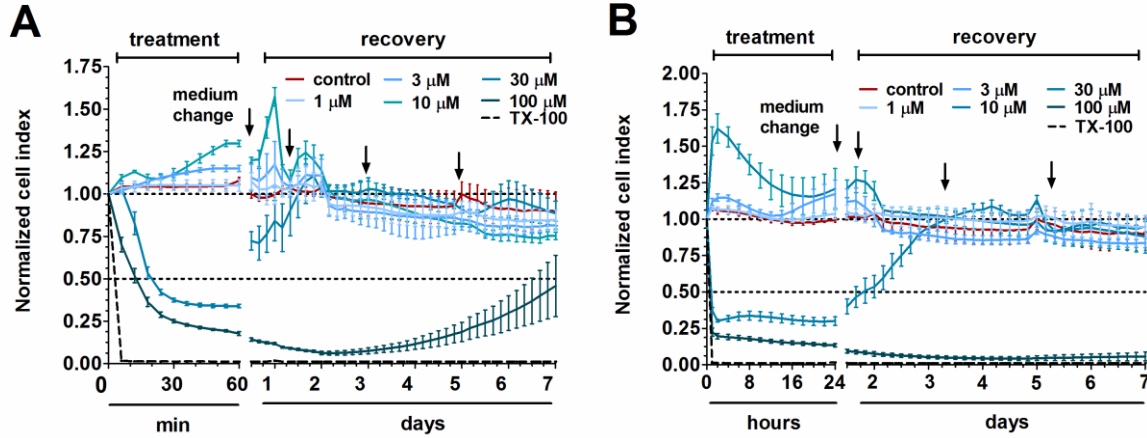 A
treatment
recovery
Normalized cell index
1.75
1.50
1.25
1.00
0.75
0.50
0.25
0.00
medium
change
control
1 µM
3 µM
10 µM
30 µM
100 µM
TX-100
0 30 60 1 2 3 4 5 6 7
min
days
B
treatment
recovery
Normalized cell index
2.00
1.75
1.50
1.25
1.00
0.75
0.50
0.25
0.00
medium
change
control
1 µM
3 µM
10 µM
30 µM
100 µM
TX-100
0 8 16 24 2 3 4 5 6 7
hours
days